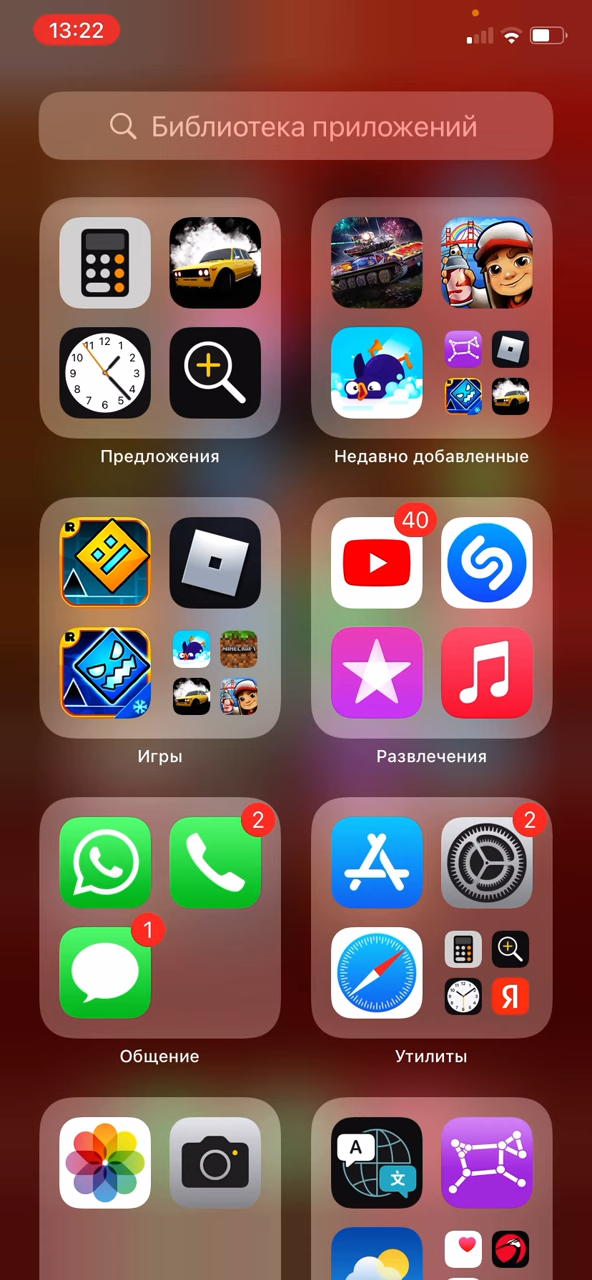 13:22
Библиотека приложений
Предложения
Недавно добавленные
40
Игры
Развлечения
2
2
1
Общение
Утилиты